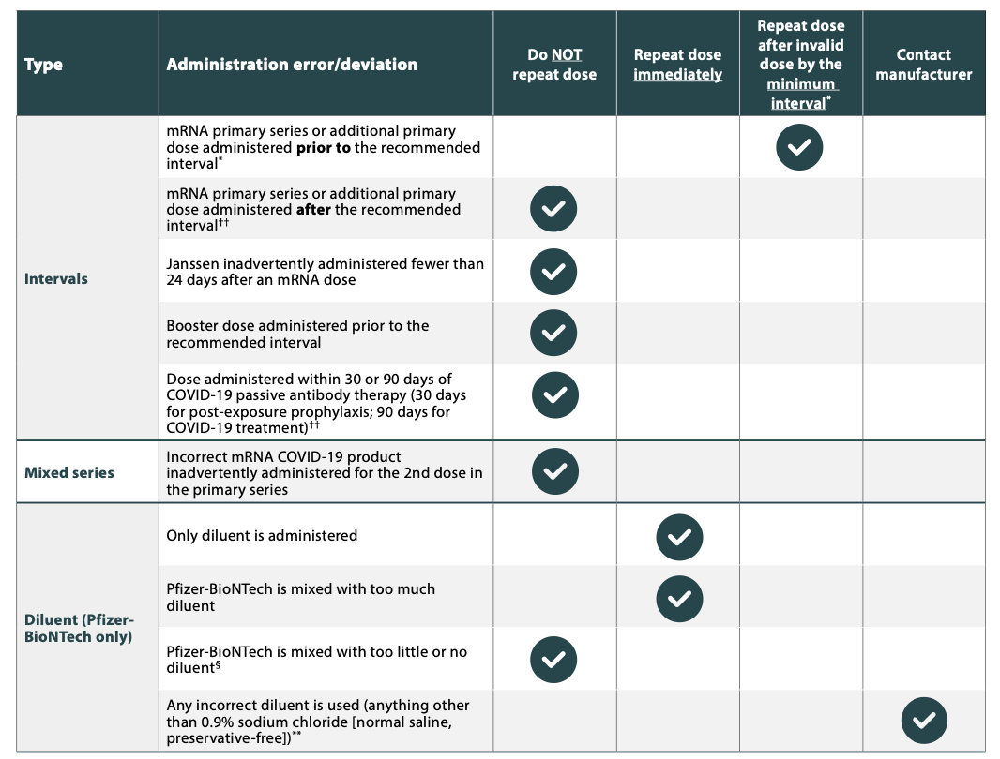 Type
Administration error/deviation
Do NOT
repeat dose
Repeat dose
immediately
Repeat dose
after invalid
dose by the
minimum
interval*
Contact
manufacturer
Intervals
mRNA primary series or additional primary
dose administered prior to the recommended
interval*
mRNA primary series or additional primary
dose administered after the recommended
interval††
Janssen inadvertently administered fewer than
24 days after an mRNA dose
Booster dose administered prior to the
recommended interval
Dose administered within 30 or 90 days of
COVID-19 passive antibody therapy (30 days
for post-exposure prophylaxis; 90 days for
COVID-19 treatment)††
Mixed series
Incorrect mRNA COVID-19 product
inadvertently administered for the 2nd dose in
the primary series
Diluent (Pfizer-
BioNTech only)
Only diluent is administered
Pfizer-BioNTech is mixed with too much
diluent
Pfizer-BioNTech is mixed with too little or no
diluent§
Any incorrect diluent is used (anything other
than 0.9% sodium chloride [normal saline,
preservative-free])**